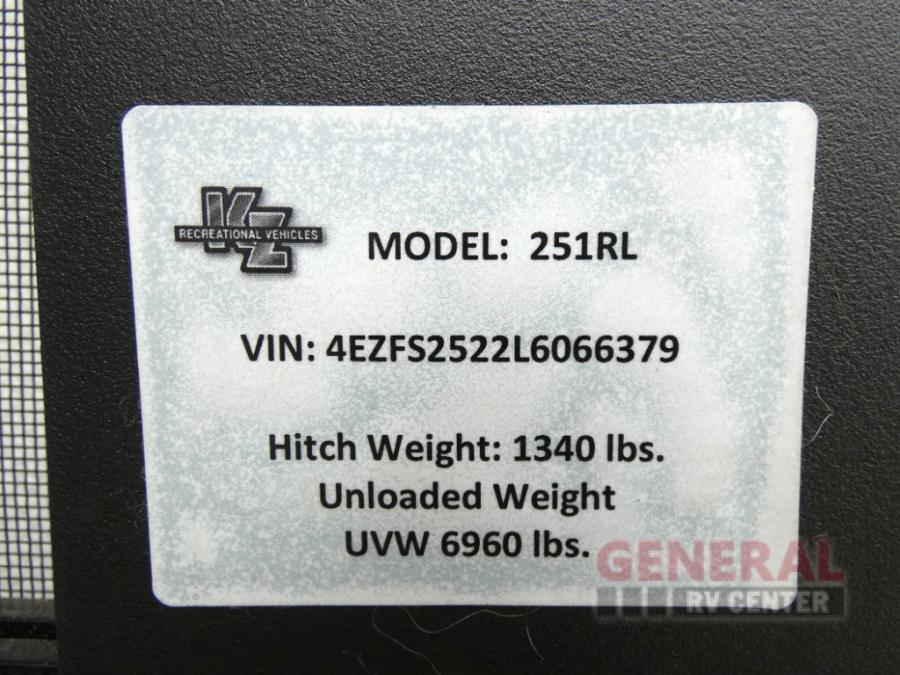 KZ
RECREATIONAL VEHICLES
MODEL: 251RL
VIN: 4EZFS2522L6066379
Hitch Weight: 1340 lbs.
Unloaded Weight
UVW 6960 lbs.
GENERAL
RV CENTER